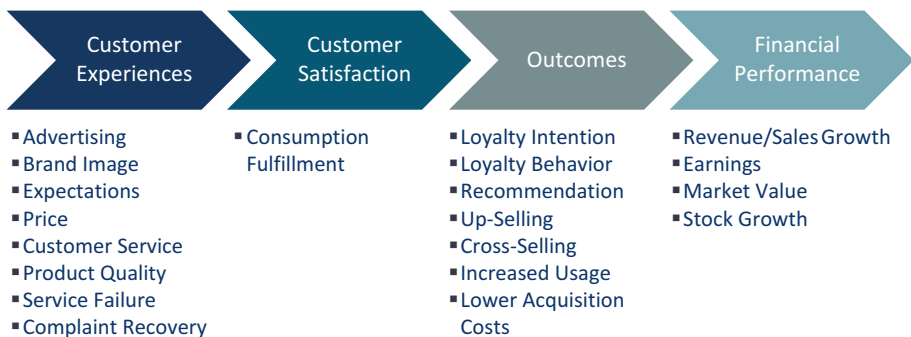 Customer
Experiences
Customer
Satisfaction
Outcomes
Financial
Performance
▪Advertising
▪Brand Image
▪Expectations
▪Price
▪Customer Service
▪Product Quality
▪Service Failure
▪Complaint Recovery
▪Consumption
Fulfillment
▪Loyalty Intention
▪Loyalty Behavior
▪Recommendation
▪Up-Selling
▪Cross-Selling
▪Increased Usage
▪Lower Acquisition
Costs
▪Revenue/Sales Growth
▪Earnings
▪Market Value
▪Stock Growth